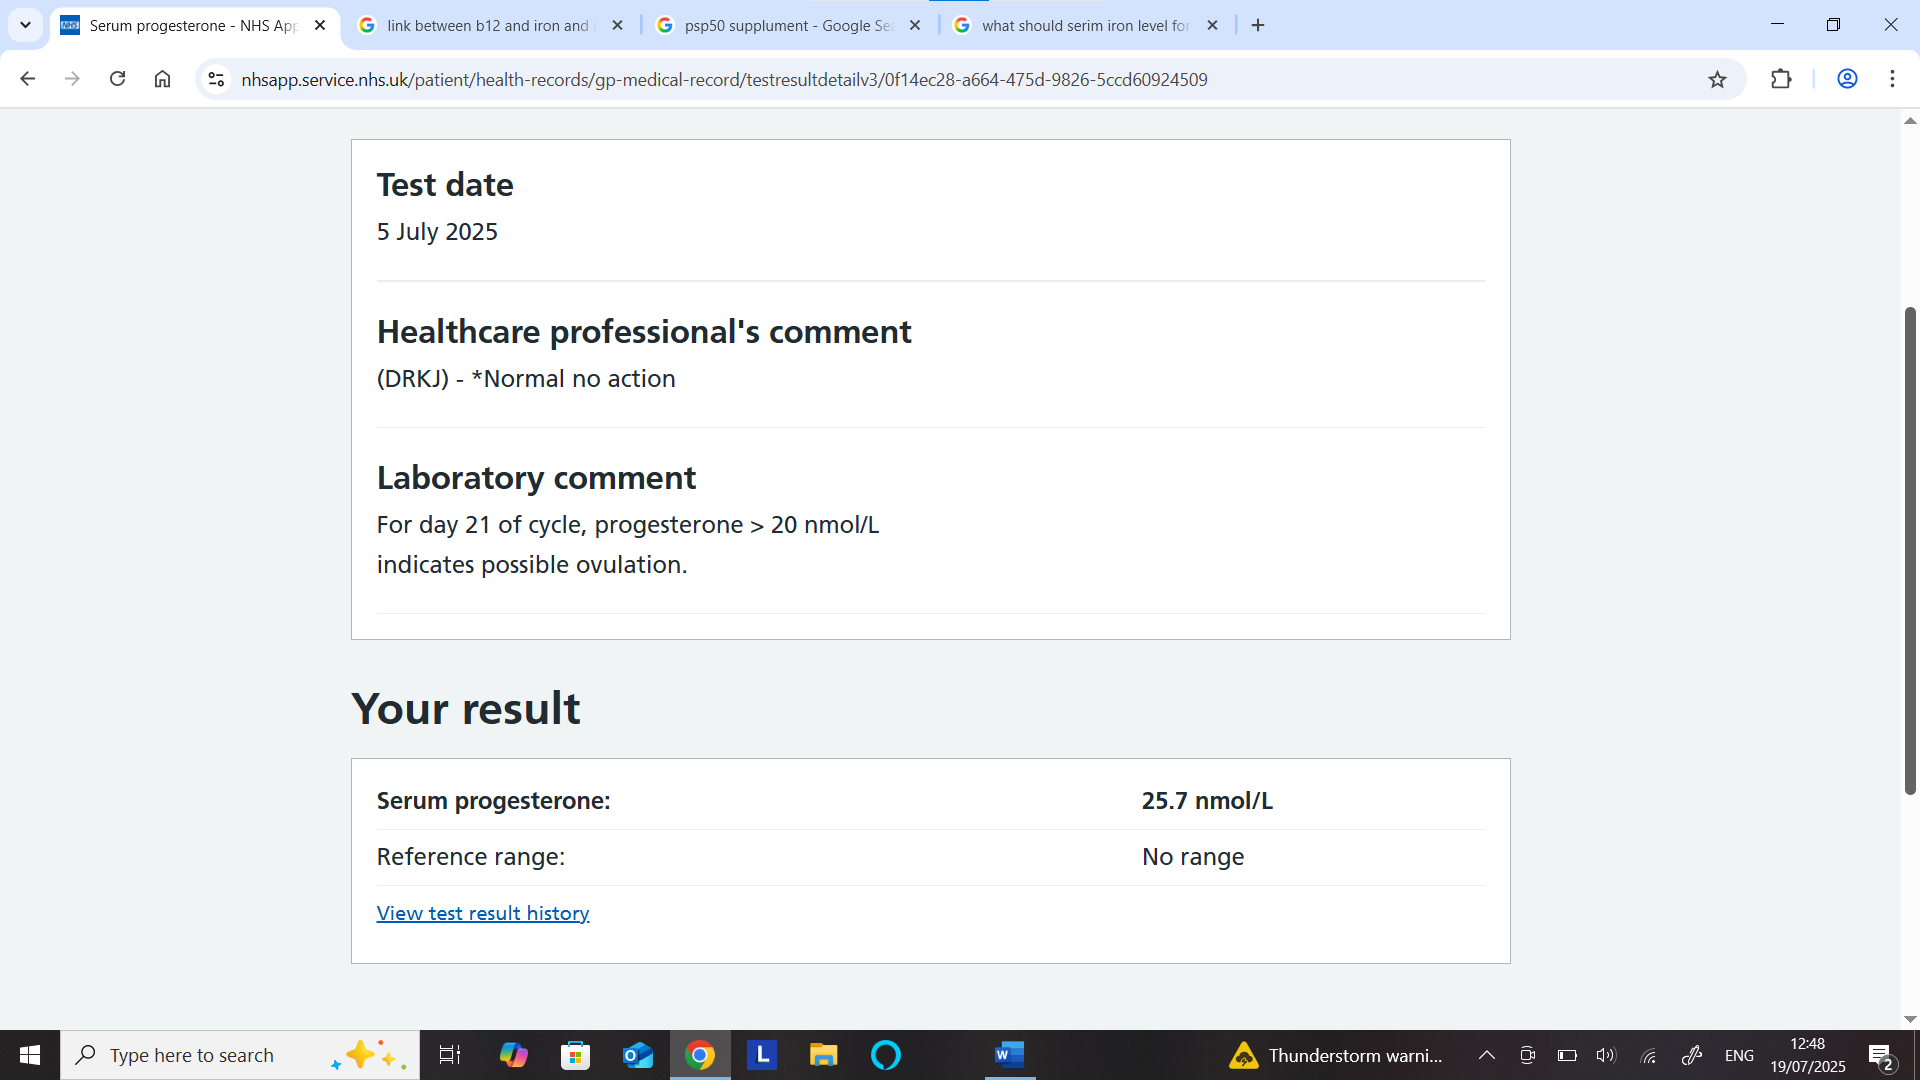 Serum progesterone - NHS App
link between b12 and iron and
psp50 supplument - Google Se
what should serim iron level for
nhsapp.service.nhs.uk/patient/health-records/gp-medical-record/testresultdetailv3/0f14ec28-a664-475d-9826-5ccd60924509
Test date
5 July 2025
Healthcare professional's comment
(DRKJ) - *Normal no action
Laboratory comment
For day 21 of cycle, progesterone > 20 nmol/L
indicates possible ovulation.
Your result
Serum progesterone: 25.7 nmol/L
Reference range: No range
View test result history
Type here to search
Thunderstorm warni...
ENG
12:48
19/07/2025
2